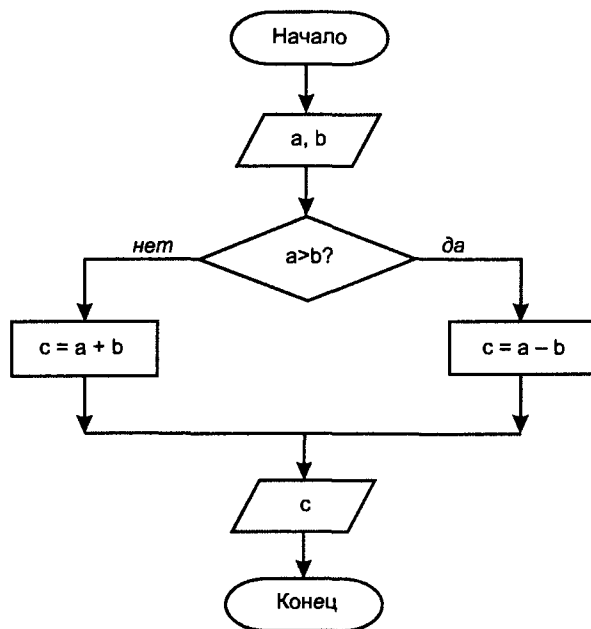 Начало
a, b
нет
a>b?
да
c = a + b
c = a – b
c
Конец